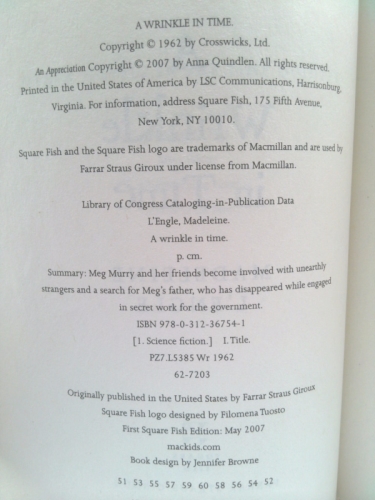 A WRINKLE IN TIME.
Copyright © 1962 by Crosswicks, Ltd.
An Appreciation Copyright © 2007 by Anna Quindlen. All rights reserved.
Printed in the United States of America by LSC Communications, Harrisonburg,
Virginia. For information, address Square Fish, 175 Fifth Avenue,
New York, NY 10010.
Square Fish and the Square Fish logo are trademarks of Macmillan and are used by
Farrar Straus Giroux under license from Macmillan.
Library of Congress Cataloging-in-Publication Data
L'Engle, Madeleine.
A wrinkle in time.
p. cm.
Summary: Meg Murry and her friends become involved with unearthly
strangers and a search for Meg's father, who has disappeared while engaged
in secret work for the government.
ISBN 978-0-312-36754-1
[1. Science fiction.] I. Title.
PZ7.L5385 Wr 1962
62-7203
Originally published in the United States by Farrar Straus Giroux
Square Fish logo designed by Filomena Tuosto
First Square Fish Edition: May 2007
mackids.com
Book design by Jennifer Browne
51 53 55 57 59 60 58 56 54 52